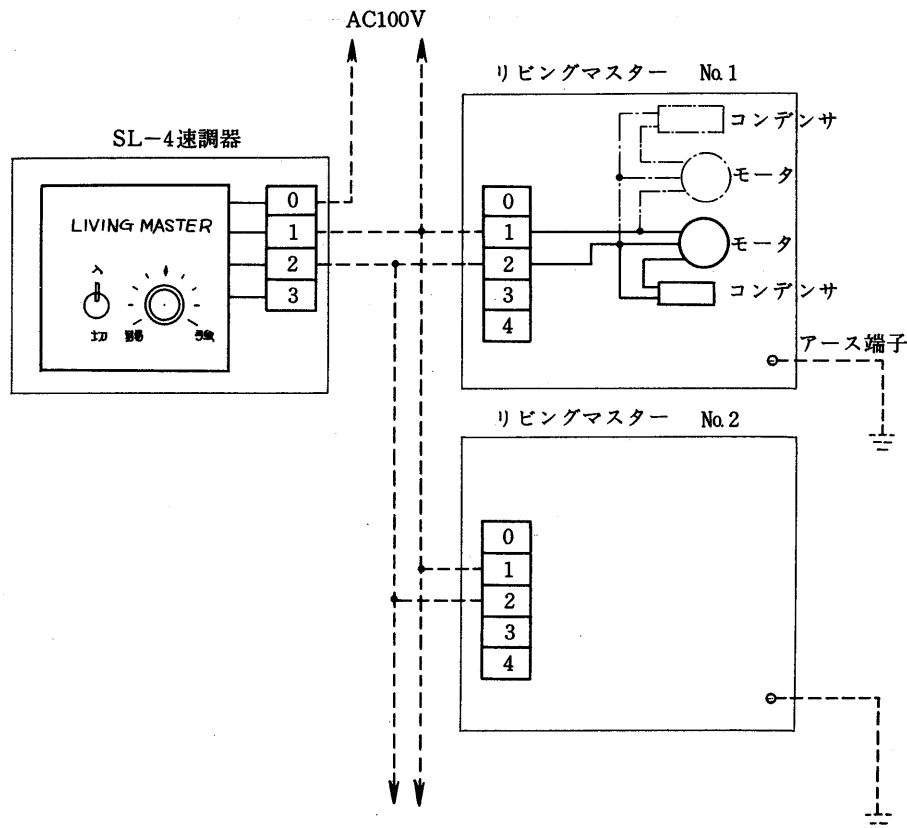 AC100V
リビングマスター No.1
コンデンサ
モータ
SL-4速調器
LIVING MASTER
入
切 弱 強
0
1
2
3
0
1
2
3
4
モータ
コンデンサ
アース端子
リビングマスター No.2
0
1
2
3
4